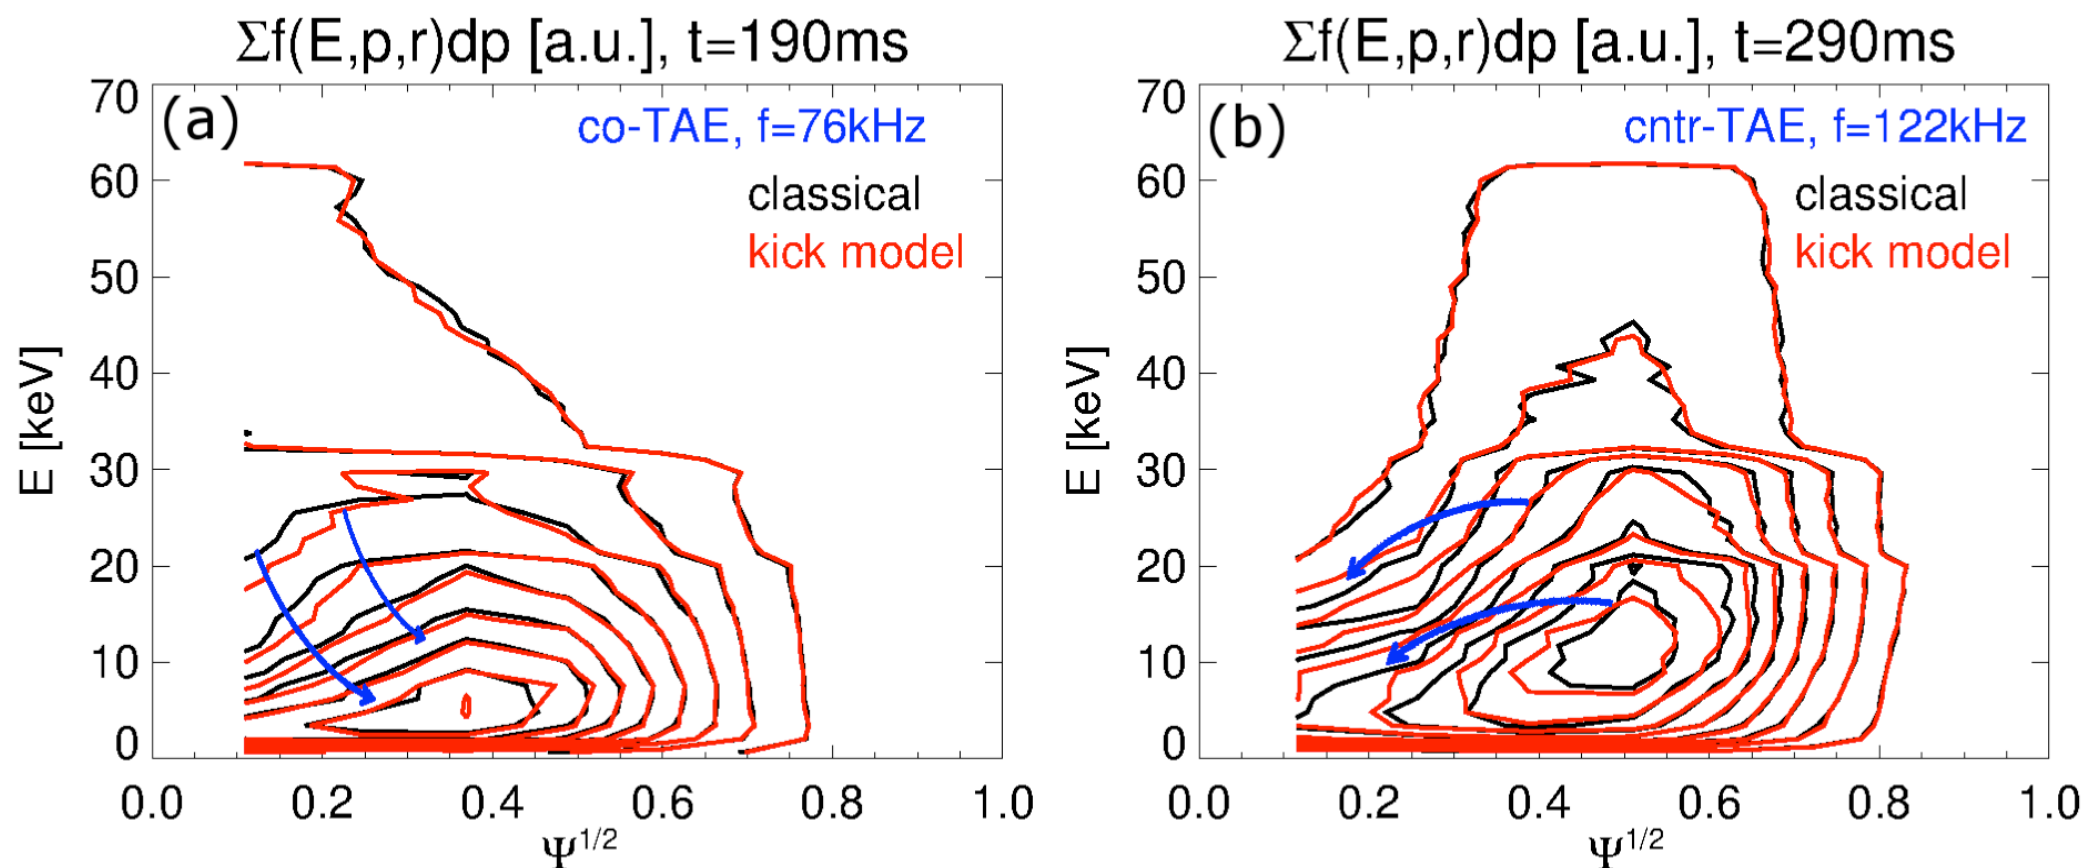 Σf(E,p,r)dp [a.u.], t=190ms
(a)
co-TAE, f=76kHz
classical
kick model
70
60
50
40
30
20
10
0
E [keV]
0.0 0.2 0.4 0.6 0.8 1.0
Ψ1/2
Σf(E,p,r)dp [a.u.], t=290ms
(b)
cntr-TAE, f=122kHz
classical
kick model
70
60
50
40
30
20
10
0
E [keV]
0.0 0.2 0.4 0.6 0.8 1.0
Ψ1/2